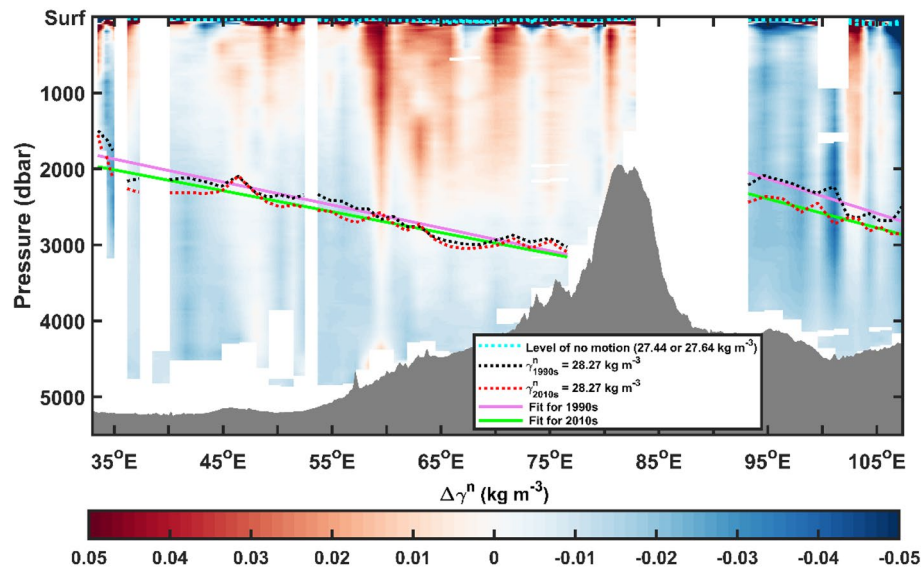 Surf
1000
2000
3000
4000
5000
Pressure (dbar)
Level of no motion (27.44 or 27.64 kg m⁻³)
γⁿ₁₉₉₀ₛ = 28.27 kg m⁻³
γⁿ₂₀₁₀ₛ = 28.27 kg m⁻³
Fit for 1990s
Fit for 2010s
35°E 45°E 55°E 65°E 75°E 85°E 95°E 105°E
Δγⁿ (kg m⁻³)
0.05 0.04 0.03 0.02 0.01 0 -0.01 -0.02 -0.03 -0.04 -0.05